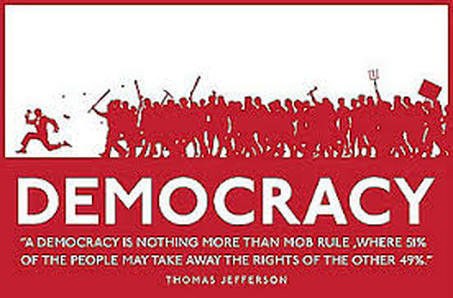 DEMOCRACY
"A DEMOCRACY IS NOTHING MORE THAN MOB RULE ,WHERE 51%
OF THE PEOPLE MAY TAKE AWAY THE RIGHTS OF THE OTHER 49%."
THOMAS JEFFERSON